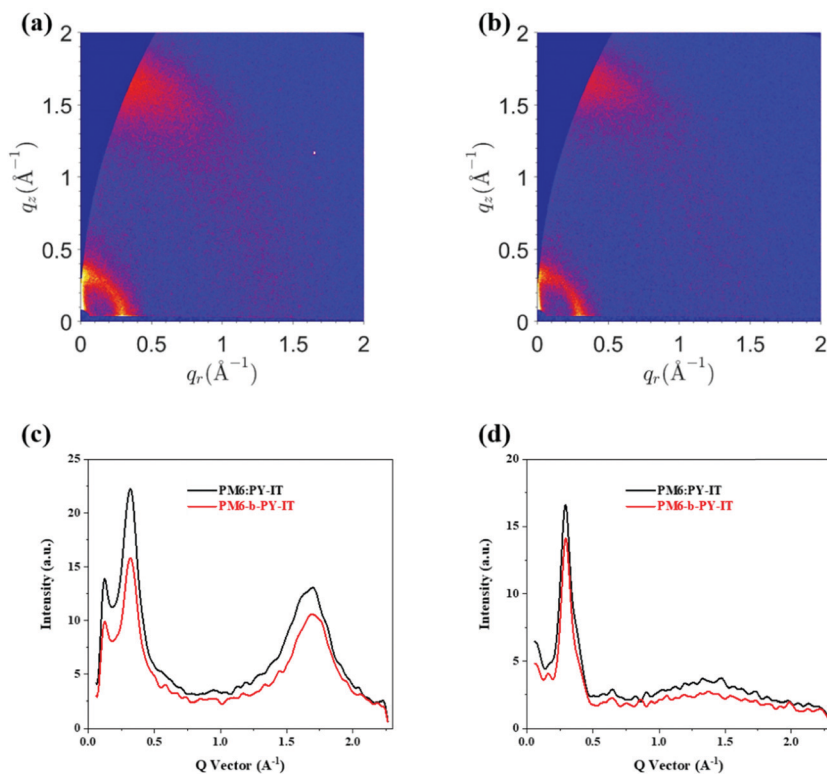 (a)
2
1.5
1
0.5
0
q_z(Å⁻¹)
0 0.5 1 1.5 2
q_r(Å⁻¹)
(b)
2
1.5
1
0.5
0
q_z(Å⁻¹)
0 0.5 1 1.5 2
q_r(Å⁻¹)
(c)
25
20
15
10
5
0
Intensity (a.u.)
PM6:PY-IT
PM6-b-PY-IT
0.0 0.5 1.0 1.5 2.0
Q Vector (A⁻¹)
(d)
20
15
10
5
0
Intensity (a.u.)
PM6:PY-IT
PM6-b-PY-IT
0.0 0.5 1.0 1.5 2.0
Q Vector (A⁻¹)